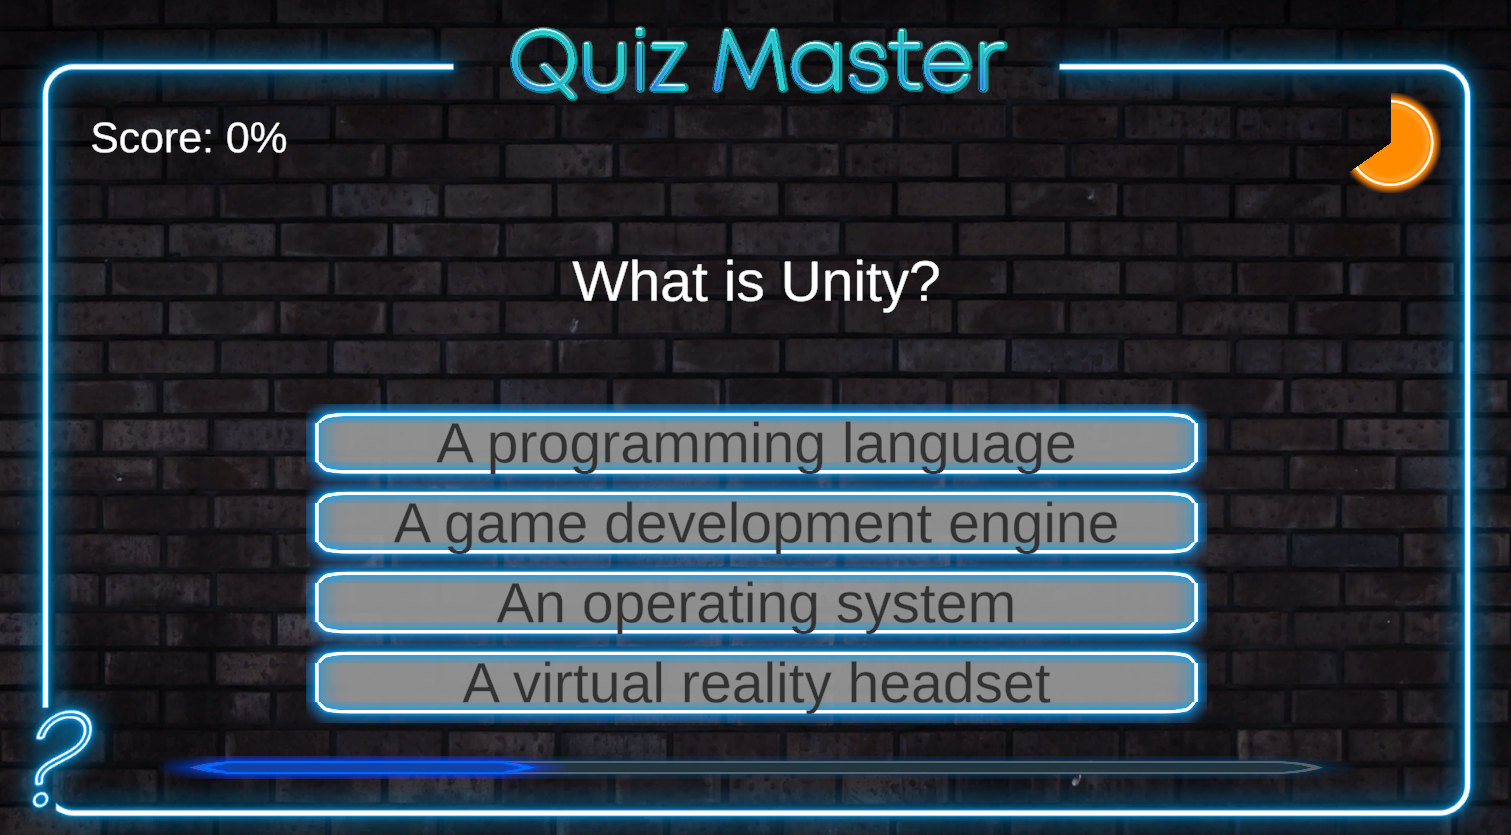 Quiz Master
Score: 0%
What is Unity?
A programming language
A game development engine
An operating system
A virtual reality headset
?